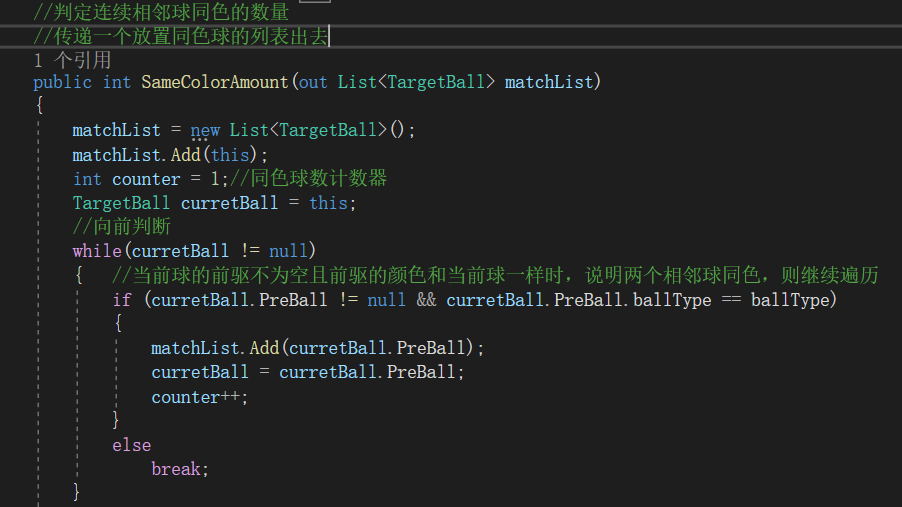 //判定连续相邻球同色的数量
//传递一个放置同色球的列表出去
1 个引用
public int SameColorAmount(out List<TargetBall> matchList)
{
matchList = new List<TargetBall>();
matchList.Add(this);
int counter = 1;//同色球数计数器
TargetBall curretBall = this;
//向前判断
while(curretBall != null)
{ //当前球的前驱不为空且前驱的颜色和当前球一样时，说明两个相邻球同色，则继续遍历
if (curretBall.PreBall != null && curretBall.PreBall.ballType == ballType)
{
matchList.Add(curretBall.PreBall);
curretBall = curretBall.PreBall;
counter++;
}
else
break;
}